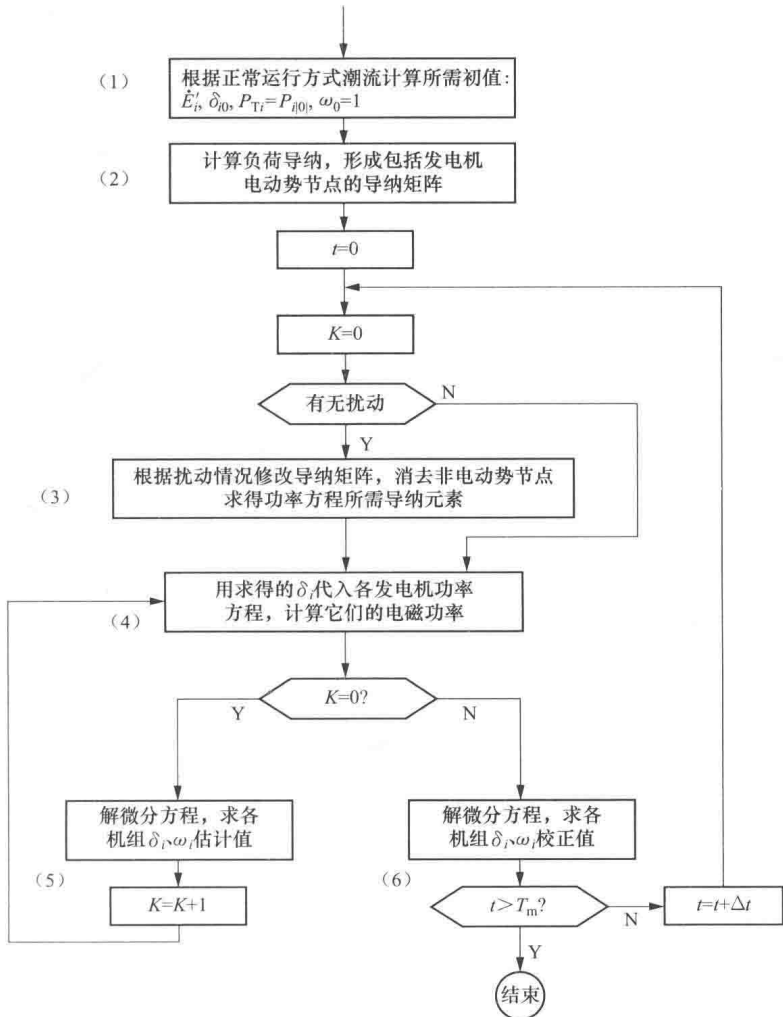 (1)
根据正常运行方式潮流计算所需初值:
Ė′i, δi0, PTi=Pi|0|, ω0=1
(2)
计算负荷导纳，形成包括发电机
电动势节点的导纳矩阵
t=0
K=0
有无扰动
N
Y
(3)
根据扰动情况修改导纳矩阵，消去非电动势节点
求得功率方程所需导纳元素
(4)
用求得的δi代入各发电机功率
方程，计算它们的电磁功率
K=0?
Y
N
解微分方程，求各
机组δi、ωi估计值
(5)
K=K+1
解微分方程，求各
机组δi、ωi校正值
(6)
t>Tm?
N
t=t+Δt
Y
结束